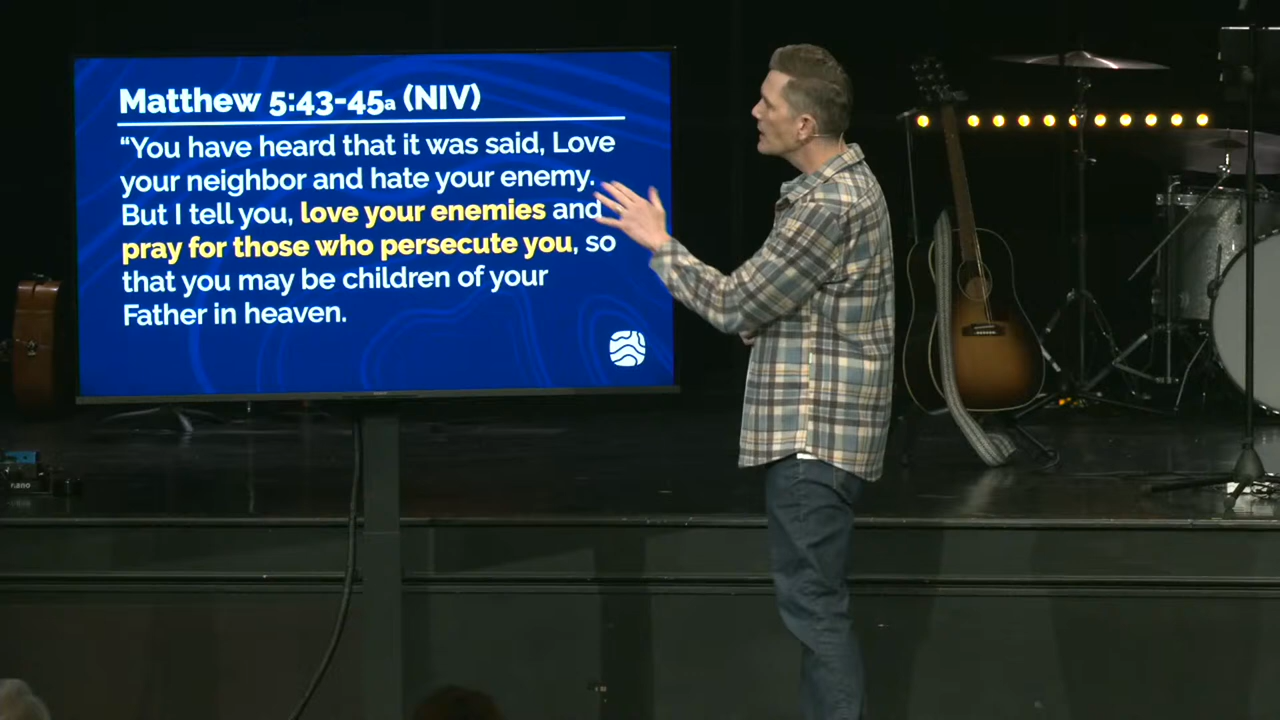 Matthew 5:43-45a (NIV)
“You have heard that it was said, Love
your neighbor and hate your enemy.
But I tell you, love your enemies and
pray for those who persecute you, so
that you may be children of your
Father in heaven.
nano